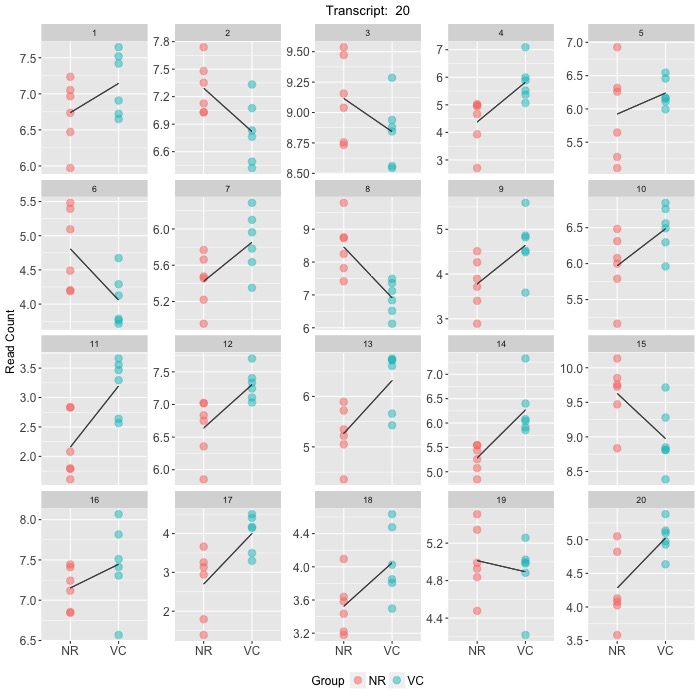 Transcript: 20
1 2 3 4 5
7.5 7.0 6.5 6.0
7.8 7.5 7.2 6.9 6.6
9.50 9.25 9.00 8.75 8.50
7 6 5 4 3
7.0 6.5 6.0 5.5
6 7 8 9 10
5.5 5.0 4.5 4.0
6.0 5.6 5.2
9 8 7 6
5 4 3
6.5 6.0 5.5
Read Count
11 12 13 14 15
3.5 3.0 2.5 2.0
7.5 7.0 6.5 6.0
6 5
7.0 6.5 6.0 5.5 5.0
10.0 9.5 9.0 8.5
16 17 18 19 20
8.0 7.5 7.0 6.5
4 3 2
4.4 4.0 3.6 3.2
5.2 4.8 4.4
5.0 4.5 4.0 3.5
NR VC NR VC NR VC NR VC NR VC
Group NR VC